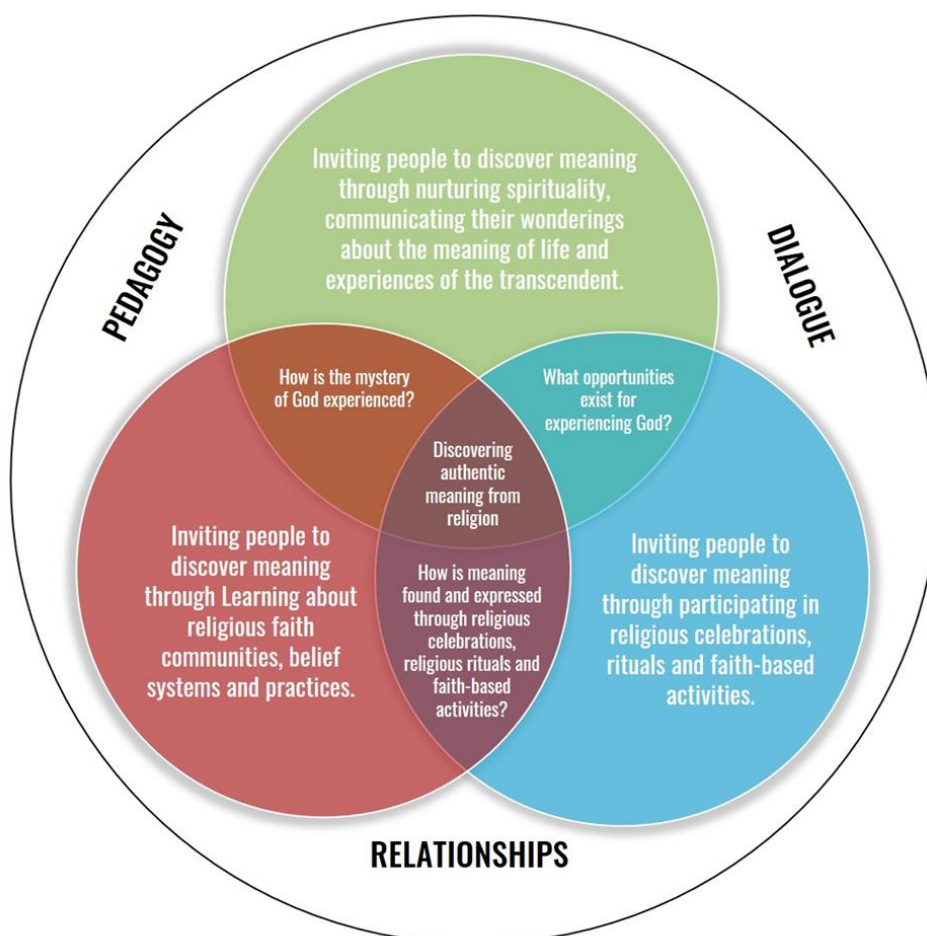 Inviting people to discover meaning
through nurturing spirituality,
communicating their wonderings
about the meaning of life and
experiences of the transcendent.
PEDAGOGY
DIALOGUE
How is the mystery
of God experienced?
What opportunities
exist for
experiencing God?
Discovering
authentic
meaning from
religion
Inviting people to
discover meaning
through Learning about
religious faith
communities, belief
systems and practices.
How is meaning
found and expressed
through religious
celebrations,
religious rituals and
faith-based
activities?
Inviting people to
discover meaning
through participating in
religious celebrations,
rituals and faith-based
activities.
RELATIONSHIPS